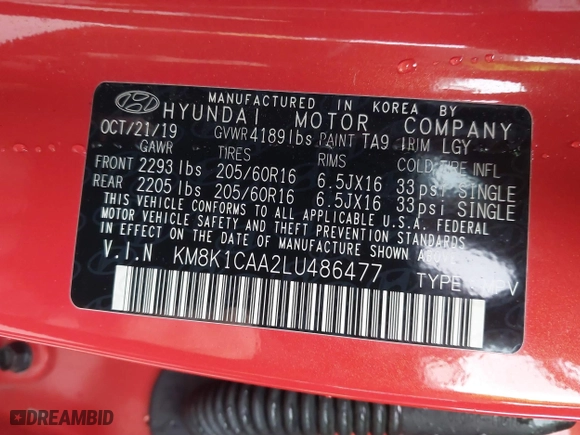 MANUFACTURED IN KOREA BY
HYUNDAI MOTOR COMPANY
OCT/21/19 GVWR 4189lbs PAINT TA9 TRIM LGY
GAWR TIRES RIMS COLD TIRE INFL
FRONT 2293 lbs 205/60R16 6.5JX16 33psi SINGLE
REAR 2205 lbs 205/60R16 6.5JX16 33psi SINGLE
THIS VEHICLE CONFORMS TO ALL APPLICABLE U.S.A. FEDERAL
MOTOR VEHICLE SAFETY AND THEFT PREVENTION STANDARDS
IN EFFECT ON THE DATE OF MANUFACTURE SHOWN ABOVE.
V.I.N KM8K1CAA2LU486477 TYPE MPV
DREAMBID